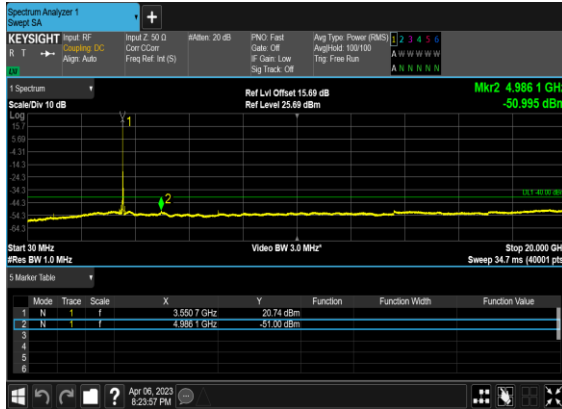 Spectrum Analyzer 1
Swept SA
+
KEYSIGHT Input: RF Input Z: 50 Ω #Atten: 20 dB PNO: Fast Avg Type: Power (RMS) 1 2 3 4 5 6
R T Coupling: DC Corr CCorr Gate: Off Avg|Hold: 100/100 A W W W W W
Align: Auto Freq Ref: Int (S) IF Gain: Low Trig: Free Run
Sig Track: Off A N N N N N
1 Spectrum Ref Lvl Offset 15.69 dB Mkr2 4.986 1 GHz
Scale/Div 10 dB Ref Level 25.69 dBm -50.995 dBm
Log
15.7
5.69
-4.31
-14.3
-24.3
-34.3
-44.3
-54.3
-64.3
1
2
DL1 -40.00 dBm
Start 30 MHz Video BW 3.0 MHz* Stop 20.000 GHz
#Res BW 1.0 MHz Sweep 34.7 ms (40001 pts)
5 Marker Table
Mode Trace Scale X Y Function Function Width Function Value
1 N 1 f 3.550 7 GHz 20.74 dBm
2 N 1 f 4.986 1 GHz -51.00 dBm
3
4
5
6
? Apr 06, 2023
8:23:57 PM